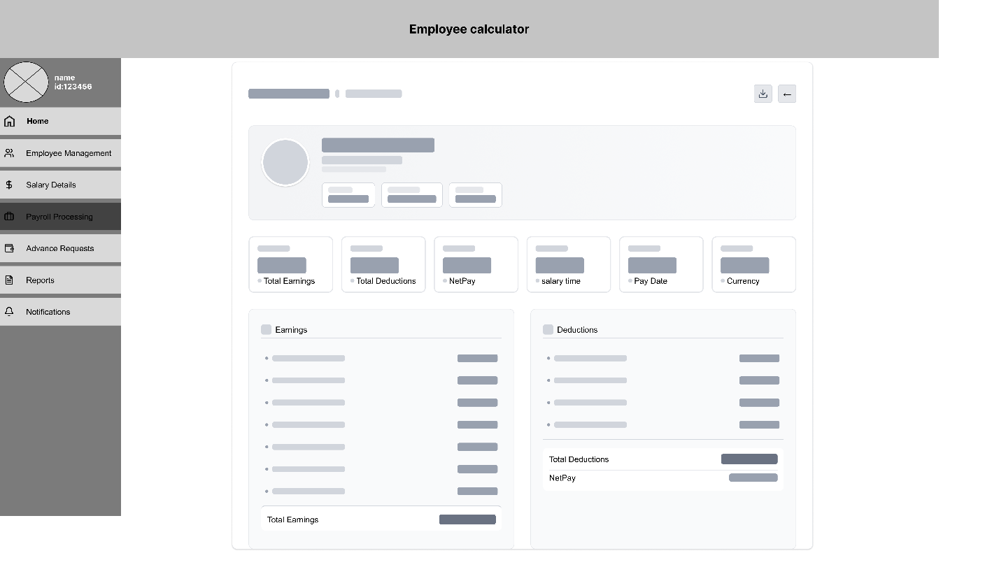 Employee calculator
name
id:123456
Home
Employee Management
Salary Details
Payroll Processing
Advance Requests
Reports
Notifications
Total Earnings
Total Deductions
NetPay
salary time
Pay Date
Currency
Earnings
Total Earnings
Deductions
Total Deductions
NetPay